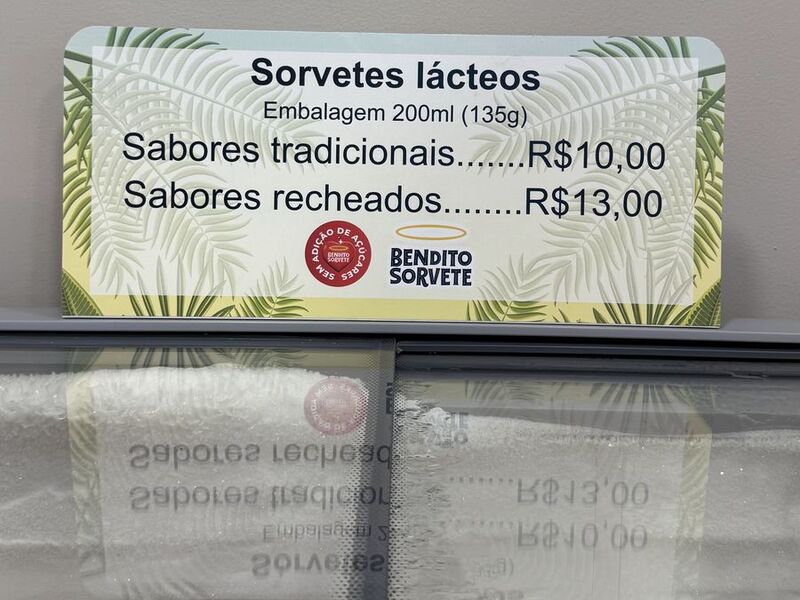 Sorvetes lácteos
Embalagem 200ml (135g)
Sabores tradicionais.......R$10,00
Sabores recheados........R$13,00
SEM ADIÇÃO DE AÇÚCARES
BENDITO
SORVETE
BENDITO
SORVETE